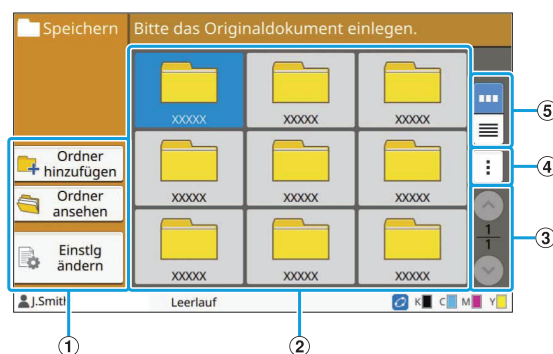 Speichern
Bitte das Originaldokument einlegen.
XXXXX XXXXX XXXXX
XXXXX XXXXX XXXXX
XXXXX XXXXX XXXXX
Ordner
hinzufügen
Ordner
ansehen
Einstlg
ändern
1
1
J.Smith
Leerlauf
K C M Y
5
4
3
1
2